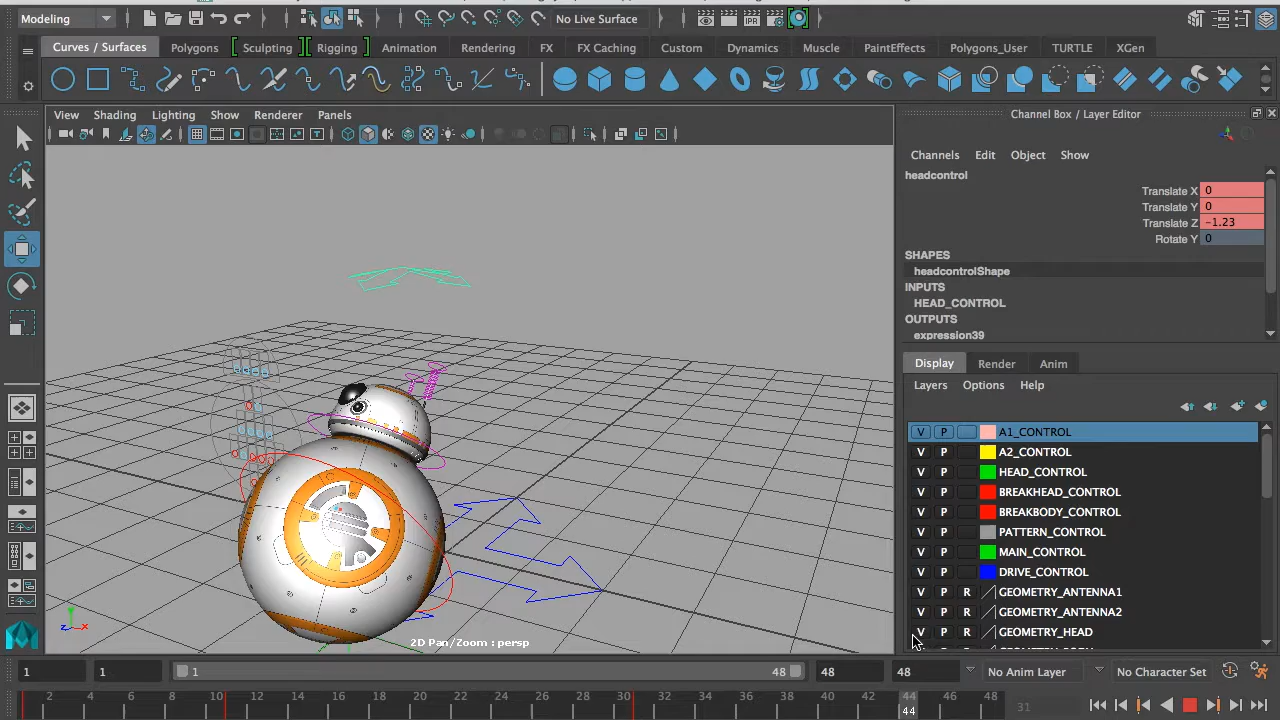 Modeling
No Live Surface
IPR
Curves / Surfaces
Polygons
Sculpting
Rigging
Animation
Rendering
FX
FX Caching
Custom
Dynamics
Muscle
PaintEffects
Polygons_User
TURTLE
XGen
View
Shading
Lighting
Show
Renderer
Panels
Channel Box / Layer Editor
Channels
Edit
Object
Show
headcontrol
Translate X 0
Translate Y 0
Translate Z -1.23
Rotate Y 0
SHAPES
headcontrolShape
INPUTS
HEAD_CONTROL
OUTPUTS
expression39
Display
Render
Anim
Layers
Options
Help
V P A1_CONTROL
V P A2_CONTROL
V P HEAD_CONTROL
V P BREAKHEAD_CONTROL
V P BREAKBODY_CONTROL
V P PATTERN_CONTROL
V P MAIN_CONTROL
V P DRIVE_CONTROL
V P R GEOMETRY_ANTENNA1
V P R GEOMETRY_ANTENNA2
V P R GEOMETRY_HEAD
2D Pan/Zoom : persp
y
z
x
1
1
1
48
48
48
No Anim Layer
No Character Set
2 4 6 8 10 12 14 16 18 20 22 24 26 28 30 32 34 36 38 40 42 44 46 48
44
31